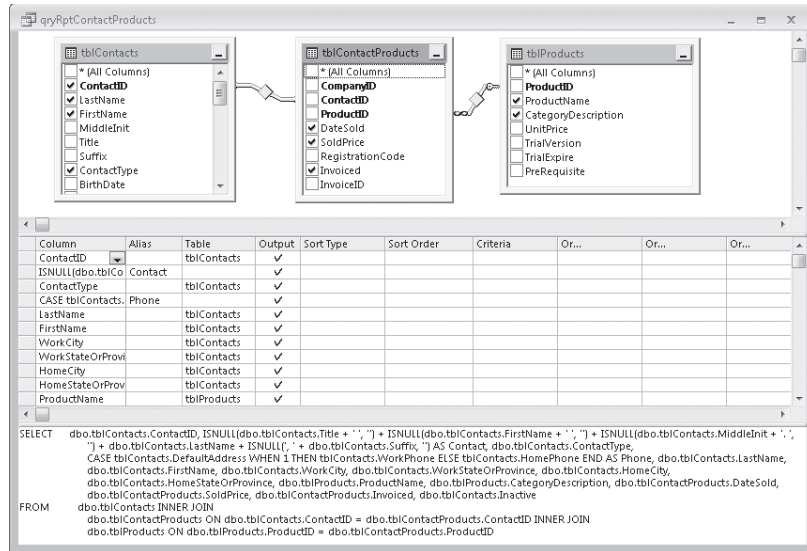 qryRptContactProducts
tblContacts
* (All Columns)
ContactID
LastName
FirstName
MiddleInit
Title
Suffix
ContactType
BirthDate
tblContactProducts
* (All Columns)
CompanyID
ContactID
ProductID
DateSold
SoldPrice
RegistrationCode
Invoiced
InvoiceID
tblProducts
* (All Columns)
ProductID
ProductName
CategoryDescription
UnitPrice
TrialVersion
TrialExpire
PreRequisite
Column Alias Table Output Sort Type Sort Order Criteria Or... Or... Or...
ContactID tblContacts
ISNULL(dbo.tblCo Contact
ContactType tblContacts
CASE tblContacts. Phone
LastName tblContacts
FirstName tblContacts
WorkCity tblContacts
WorkStateOrProvi tblContacts
HomeCity tblContacts
HomeStateOrProv tblContacts
ProductName tblProducts
SELECT dbo.tblContacts.ContactID, ISNULL(dbo.tblContacts.Title + ' ', '') + ISNULL(dbo.tblContacts.FirstName + ' ', '') + ISNULL(dbo.tblContacts.MiddleInit + '. ',
'') + dbo.tblContacts.LastName + ISNULL(', ' + dbo.tblContacts.Suffix, '') AS Contact, dbo.tblContacts.ContactType,
CASE tblContacts.DefaultAddress WHEN 1 THEN tblContacts.WorkPhone ELSE tblContacts.HomePhone END AS Phone, dbo.tblContacts.LastName,
dbo.tblContacts.FirstName, dbo.tblContacts.WorkCity, dbo.tblContacts.WorkStateOrProvince, dbo.tblContacts.HomeCity,
dbo.tblContacts.HomeStateOrProvince, dbo.tblProducts.ProductName, dbo.tblProducts.CategoryDescription, dbo.tblContactProducts.DateSold,
dbo.tblContactProducts.SoldPrice, dbo.tblContactProducts.Invoiced, dbo.tblContacts.Inactive
FROM dbo.tblContacts INNER JOIN
dbo.tblContactProducts ON dbo.tblContacts.ContactID = dbo.tblContactProducts.ContactID INNER JOIN
dbo.tblProducts ON dbo.tblProducts.ProductID = dbo.tblContactProducts.ProductID